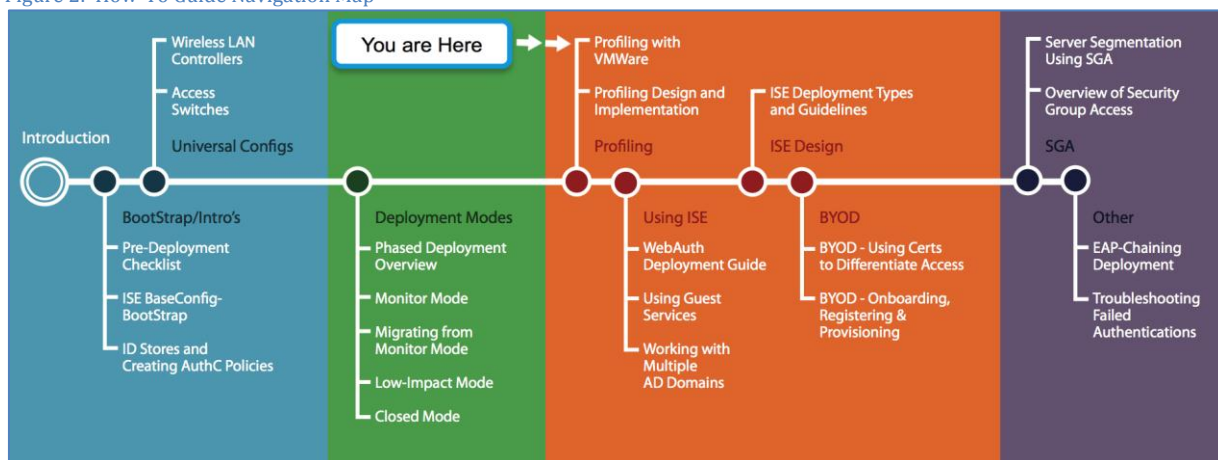 Figure 2. How-To Guide Navigation Map
Introduction
Wireless LAN
Controllers
Access
Switches
Universal Configs
BootStrap/Intro's
Pre-Deployment
Checklist
ISE BaseConfig-
BootStrap
ID Stores and
Creating AuthC Policies
You are Here
Deployment Modes
Phased Deployment
Overview
Monitor Mode
Migrating from
Monitor Mode
Low-Impact Mode
Closed Mode
Profiling with
VMWare
Profiling Design and
Implementation
Profiling
Using ISE
WebAuth
Deployment Guide
Using Guest
Services
Working with
Multiple
AD Domains
ISE Deployment Types
and Guidelines
ISE Design
BYOD
BYOD - Using Certs
to Differentiate Access
BYOD - Onboarding,
Registering &
Provisioning
Server Segmentation
Using SGA
Overview of Security
Group Access
SGA
Other
EAP-Chaining
Deployment
Troubleshooting
Failed
Authentications